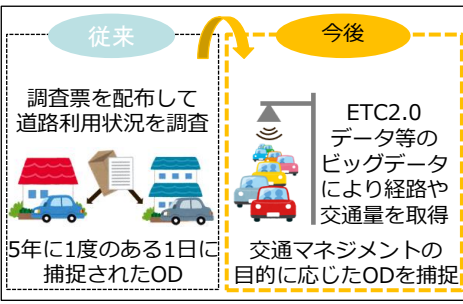 従来
調査票を配布して
道路利用状況を調査
5年に1度のある1日に
捕捉されたOD
今後
ETC2.0
データ等の
ビッグデータ
により経路や
交通量を取得
交通マネジメントの
目的に応じたODを捕捉